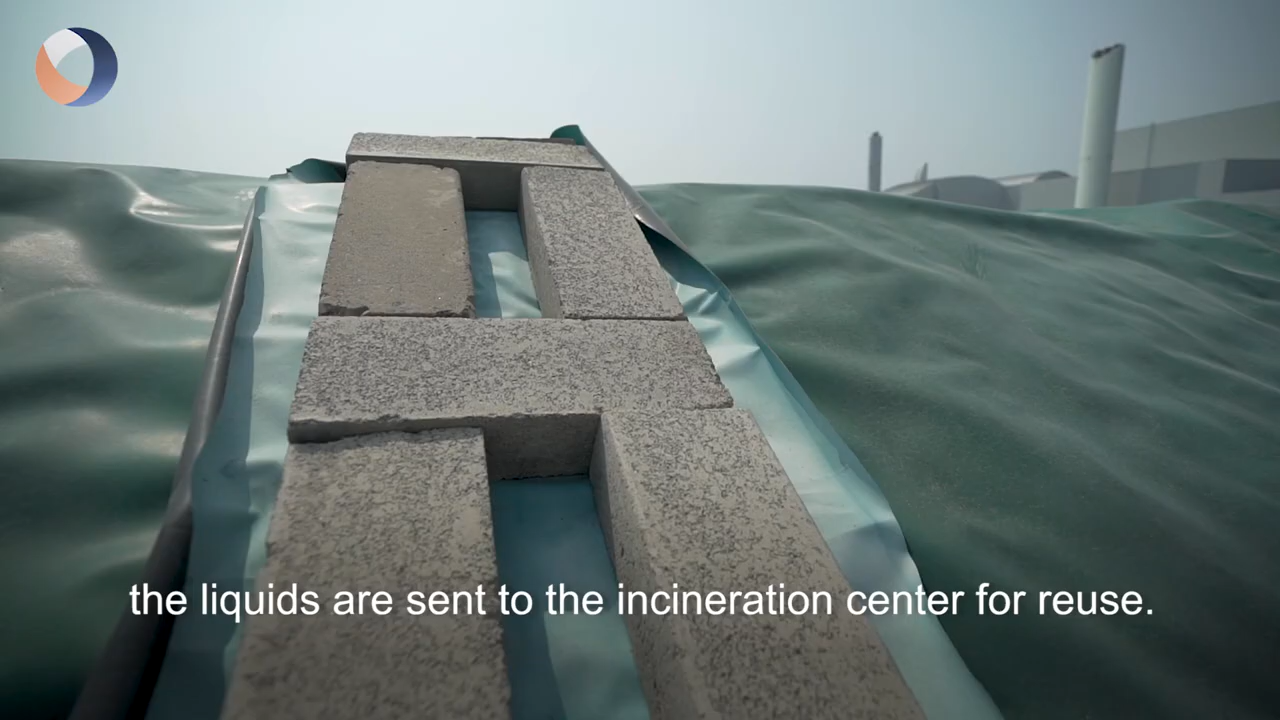 the liquids are sent to the incineration center for reuse.